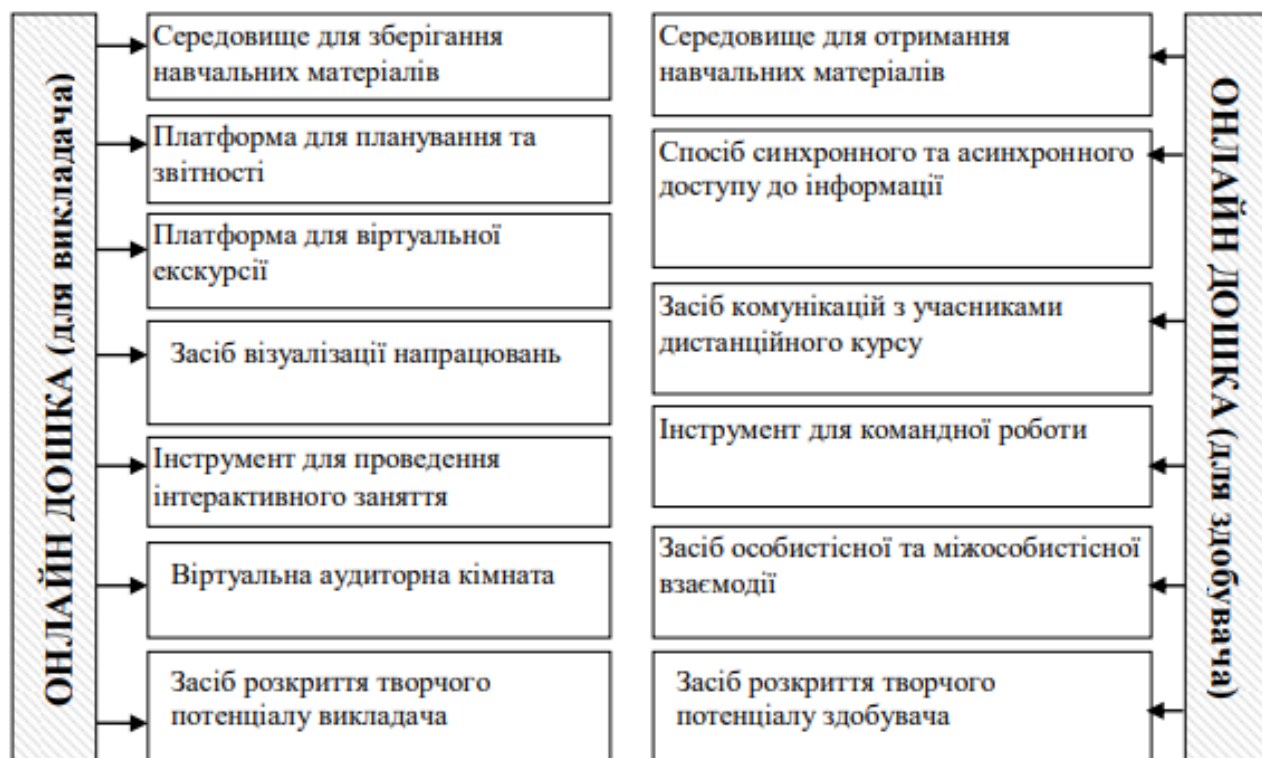 ОНЛАЙН ДОШКА (для викладача)
Середовище для зберігання
навчальних матеріалів
Платформа для планування та
звітності
Платформа для віртуальної
екскурсії
Засіб візуалізації напрацювань
Інструмент для проведення
інтерактивного заняття
Віртуальна аудиторна кімната
Засіб розкриття творчого
потенціалу викладача
Середовище для отримання
навчальних матеріалів
Спосіб синхронного та асинхронного
доступу до інформації
Засіб комунікацій з учасниками
дистанційного курсу
Інструмент для командної роботи
Засіб особистісної та міжособистісної
взаємодії
Засіб розкриття творчого
потенціалу здобувача
ОНЛАЙН ДОШКА (для здобувача)